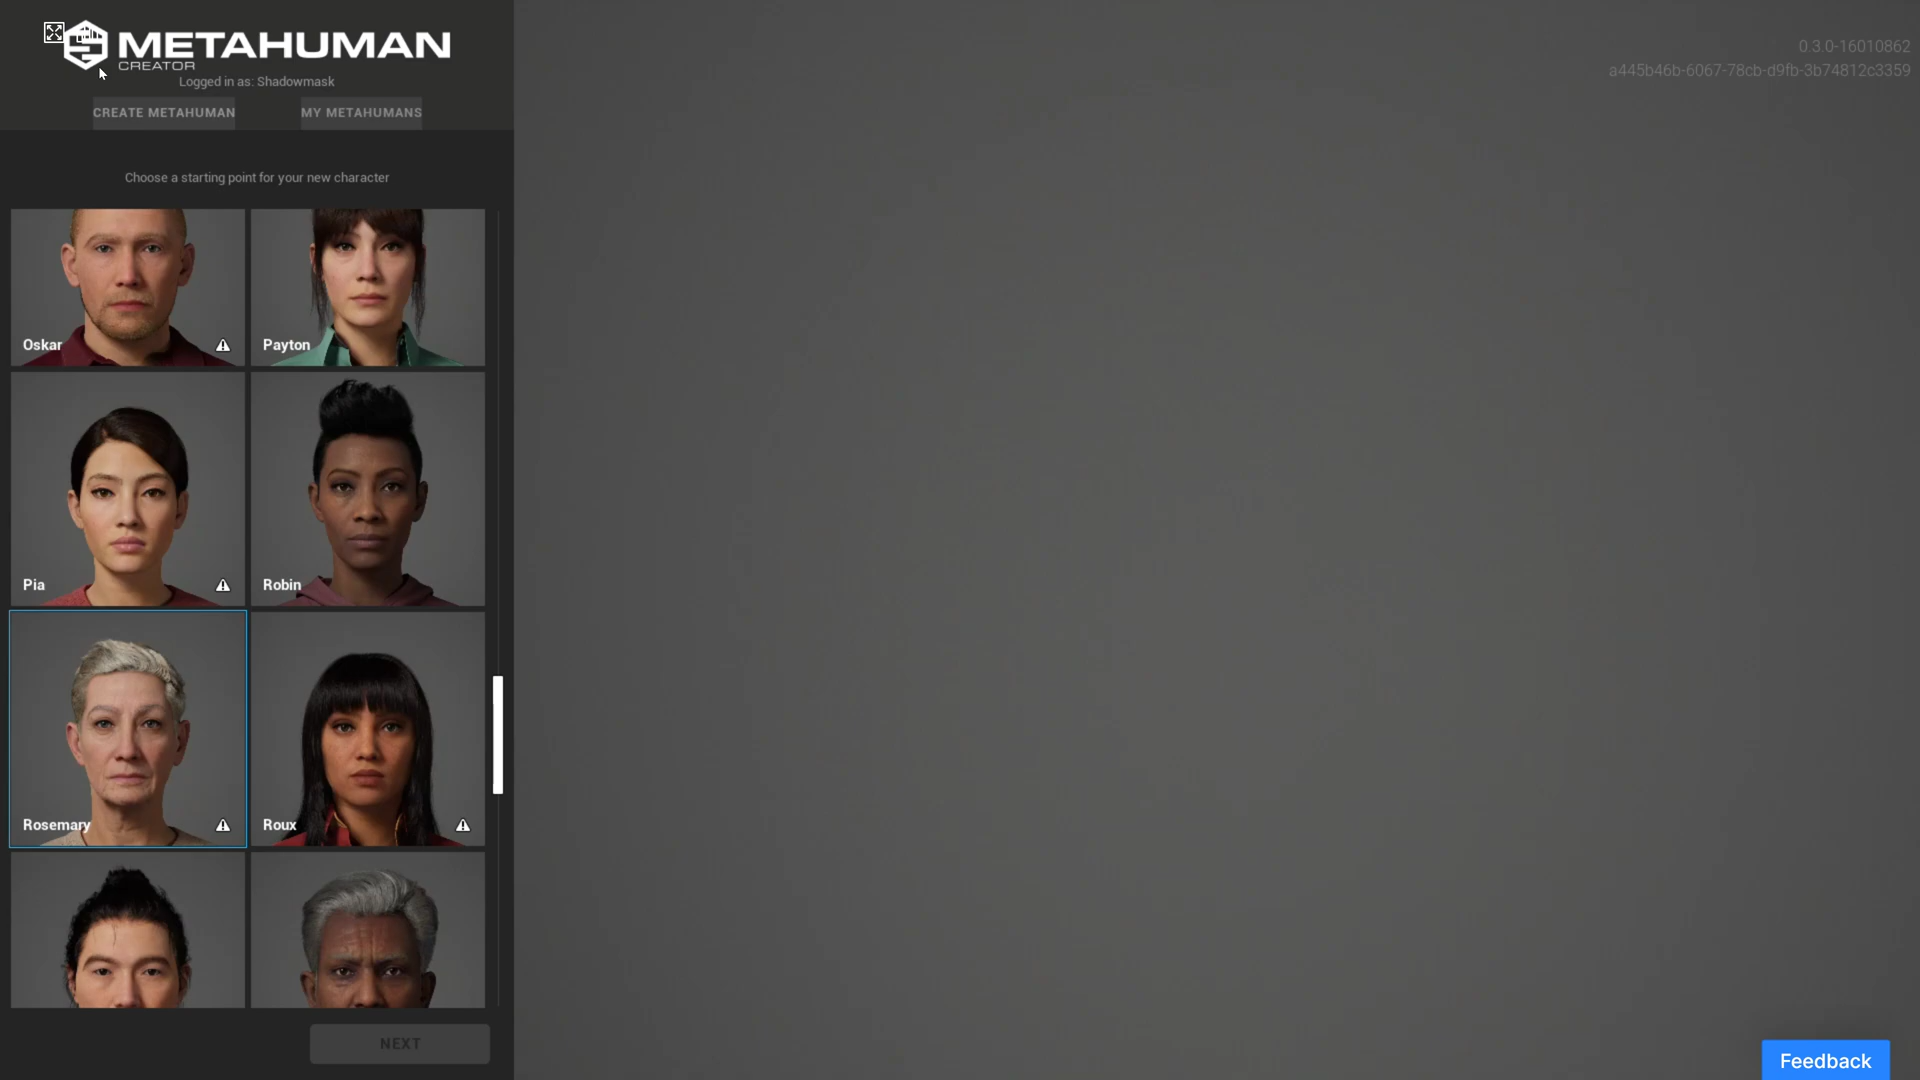 METAHUMAN
CREATOR
Logged in as: Shadowmask
CREATE METAHUMAN
MY METAHUMANS
0.3.0-16010862
a445b46b-6067-78cb-d9fb-3b74812c3359
Choose a starting point for your new character
Oskar
Payton
Pia
Robin
Rosemary
Roux
NEXT
Feedback